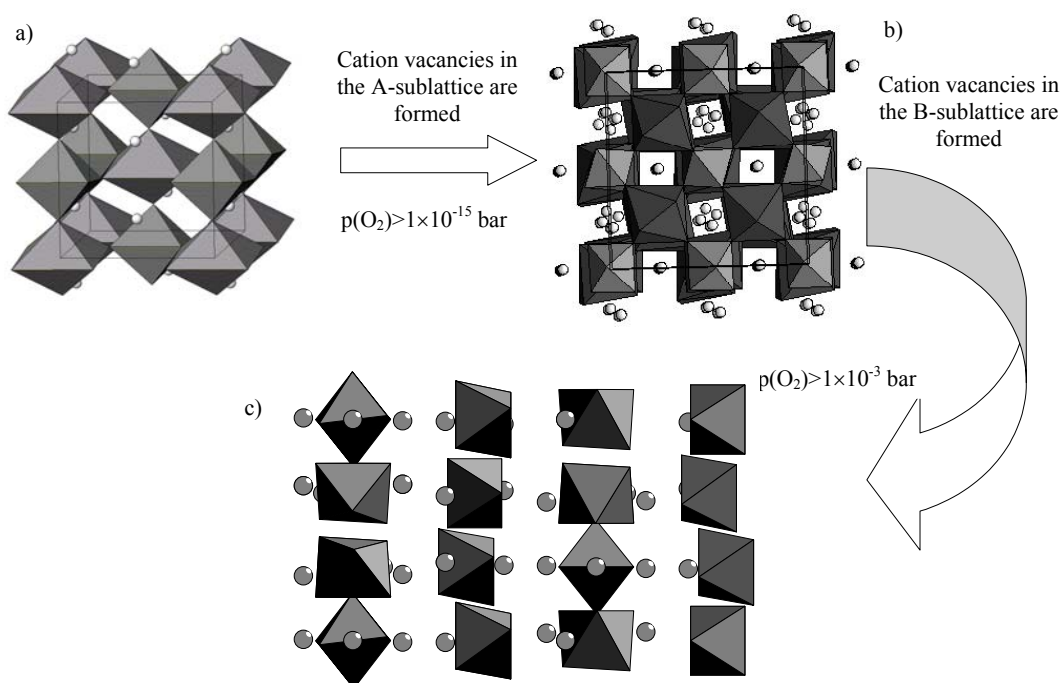 a)
Cation vacancies in
the A-sublattice are
formed
p(O₂)>1×10⁻¹⁵ bar
b)
Cation vacancies in
the B-sublattice are
formed
p(O₂)>1×10⁻³ bar
c)